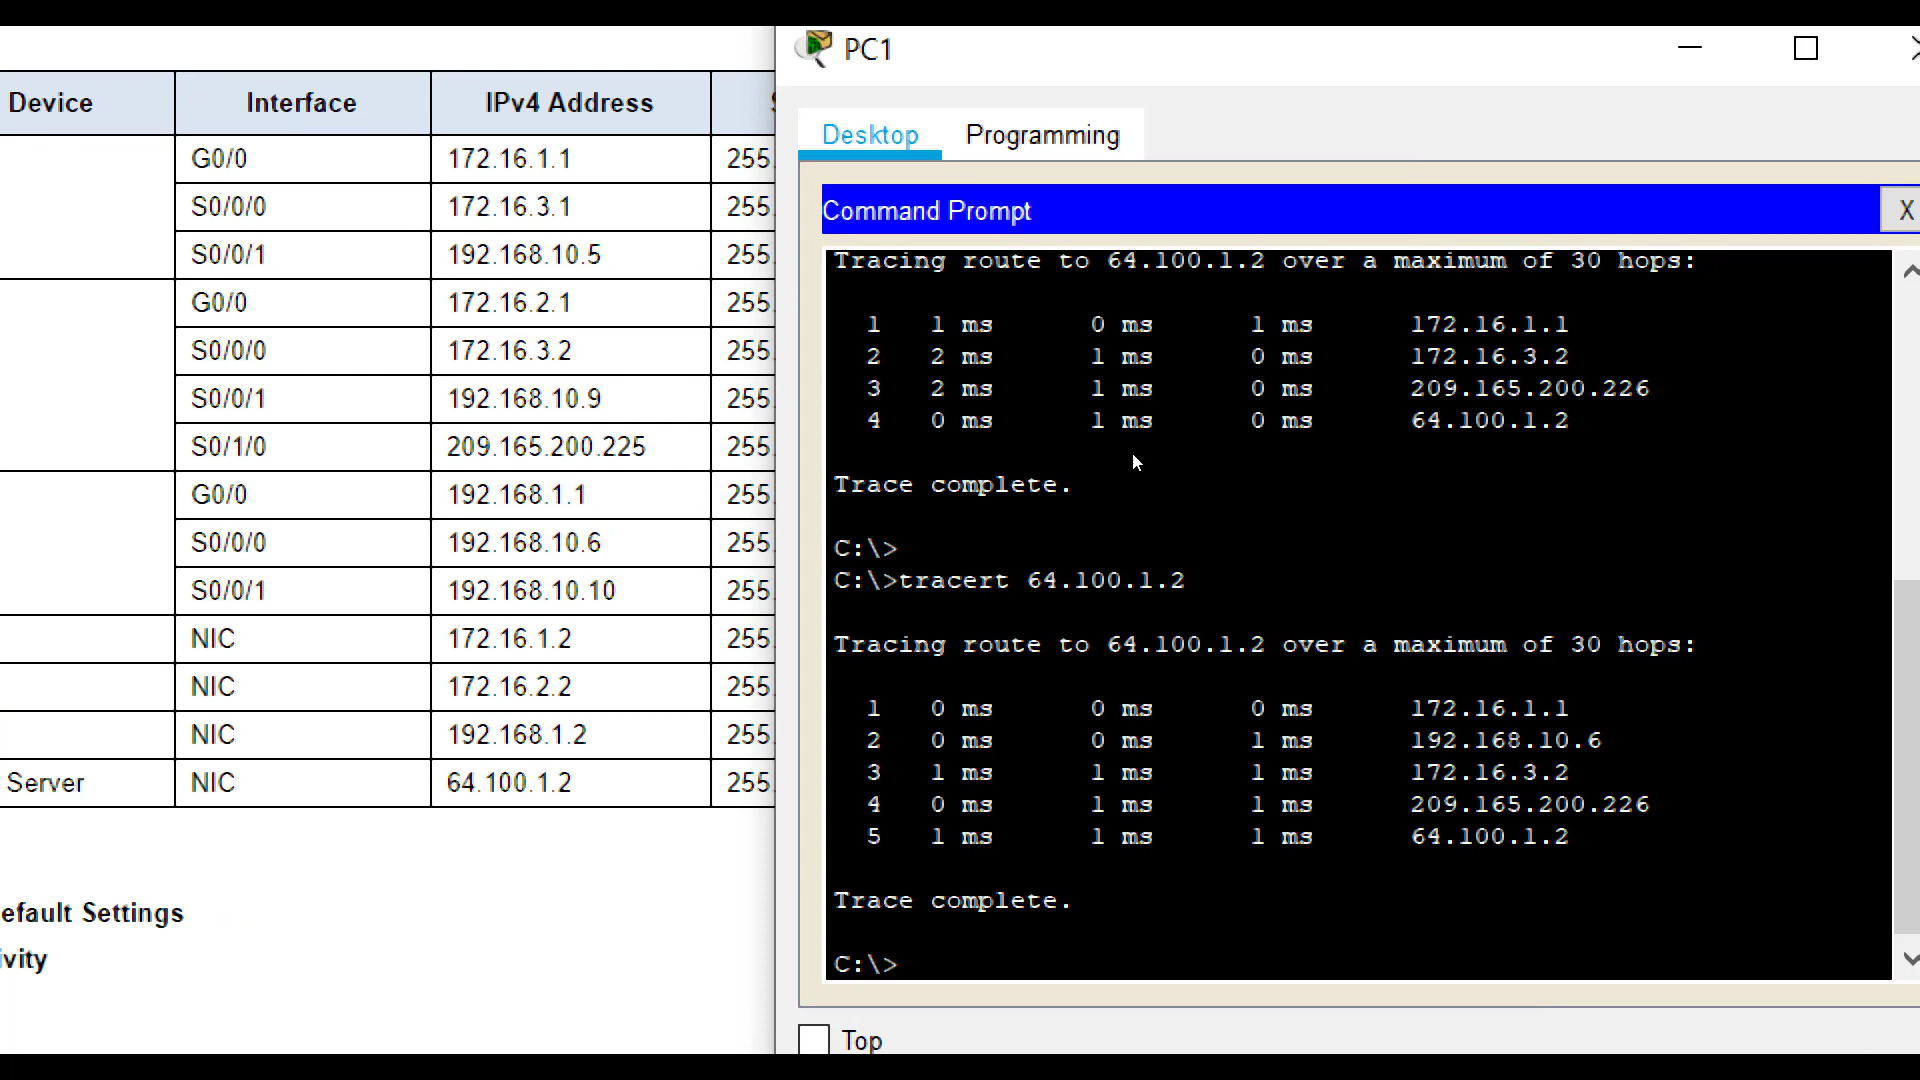 Device Interface IPv4 Address
G0/0 172.16.1.1 255.
S0/0/0 172.16.3.1 255.
S0/0/1 192.168.10.5 255.
G0/0 172.16.2.1 255.
S0/0/0 172.16.3.2 255.
S0/0/1 192.168.10.9 255.
S0/1/0 209.165.200.225 255.
G0/0 192.168.1.1 255.
S0/0/0 192.168.10.6 255.
S0/0/1 192.168.10.10 255.
NIC 172.16.1.2 255.
NIC 172.16.2.2 255.
NIC 192.168.1.2 255.
Server NIC 64.100.1.2 255.
efault Settings
ivity
PC1
Desktop Programming
Command Prompt X
Tracing route to 64.100.1.2 over a maximum of 30 hops:
1 1 ms 0 ms 1 ms 172.16.1.1
2 2 ms 1 ms 0 ms 172.16.3.2
3 2 ms 1 ms 0 ms 209.165.200.226
4 0 ms 1 ms 0 ms 64.100.1.2
Trace complete.
C:\>
C:\>tracert 64.100.1.2
Tracing route to 64.100.1.2 over a maximum of 30 hops:
1 0 ms 0 ms 0 ms 172.16.1.1
2 0 ms 0 ms 1 ms 192.168.10.6
3 1 ms 1 ms 1 ms 172.16.3.2
4 0 ms 1 ms 1 ms 209.165.200.226
5 1 ms 1 ms 1 ms 64.100.1.2
Trace complete.
C:\>
Top